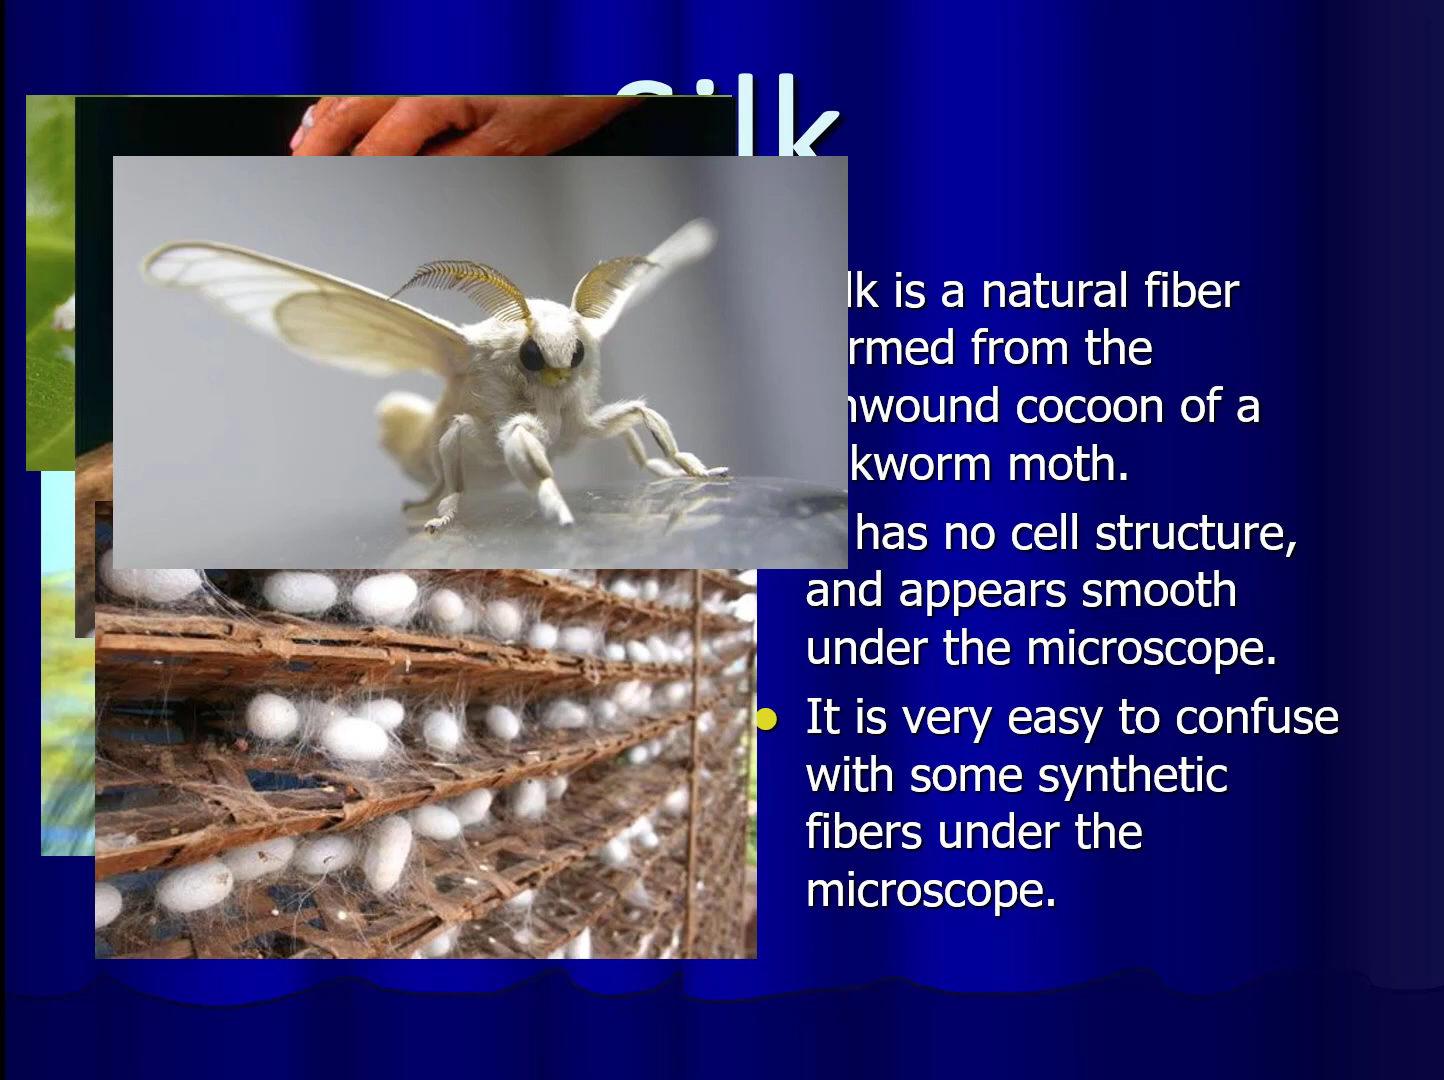 Silk
lk is a natural fiber
rmed from the
nwound cocoon of a
kworm moth.
has no cell structure,
and appears smooth
under the microscope.
It is very easy to confuse
with some synthetic
fibers under the
microscope.